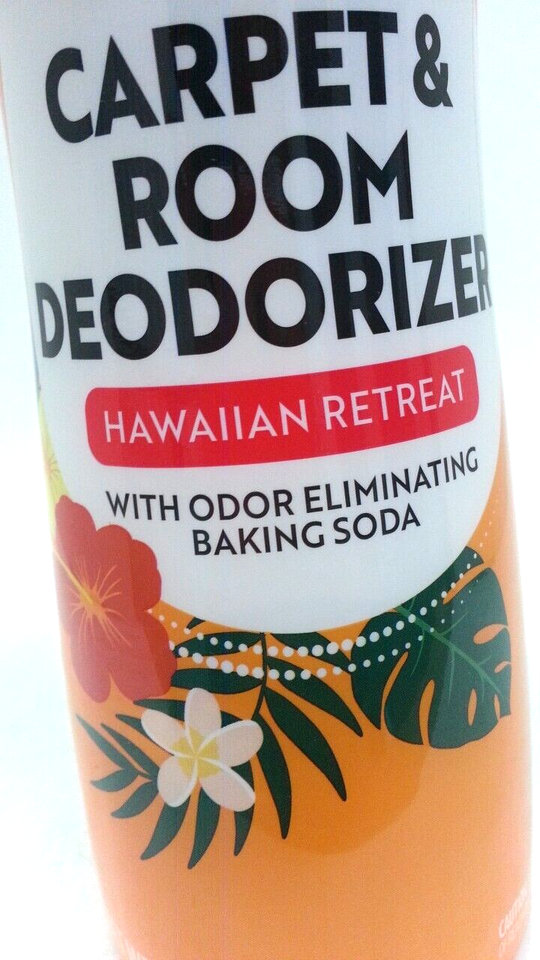 CARPET &
ROOM
DEODORIZER
HAWAIIAN RETREAT
WITH ODOR ELIMINATING
BAKING SODA